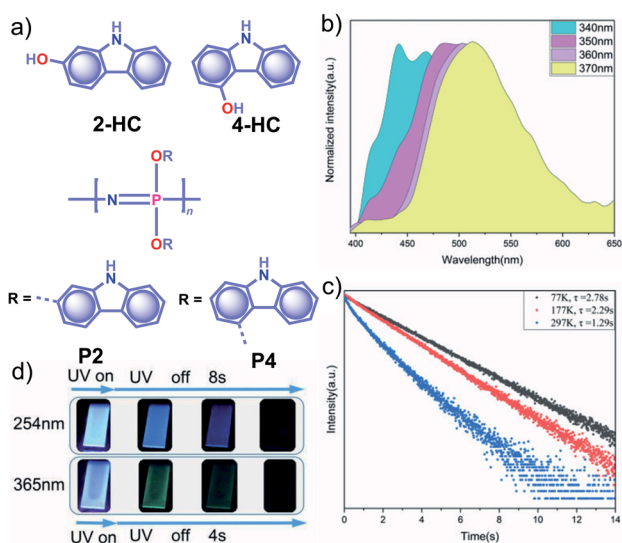 a)
H
N
HO
2-HC
H
N
OH
4-HC
OR
N
P
n
OR
R =
H
N
P2
R =
H
N
P4
b)
Normalized intensity(a.u.)
340nm
350nm
360nm
370nm
400 450 500 550 600 650
Wavelength(nm)
c)
Intensity(a.u.)
77K, τ=2.78s
177K, τ=2.29s
297K, τ=1.29s
0 2 4 6 8 10 12 14
Time(s)
d)
UV on UV off 8s
254nm
365nm
UV on UV off 4s